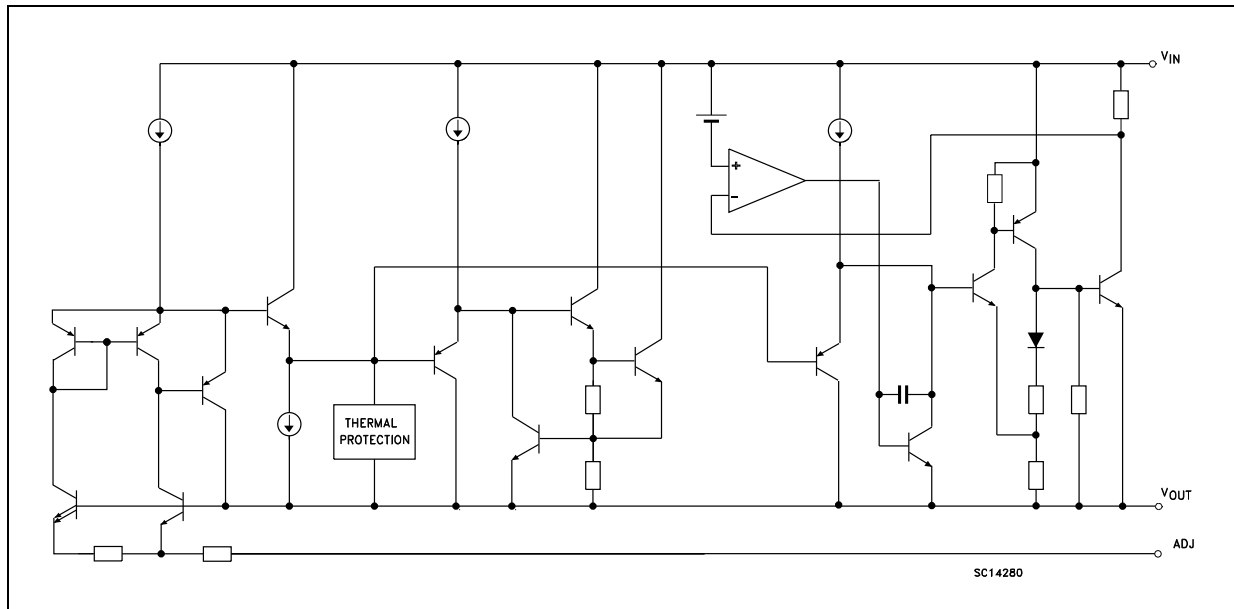 VIN
+
-
THERMAL
PROTECTION
VOUT
ADJ
SC14280